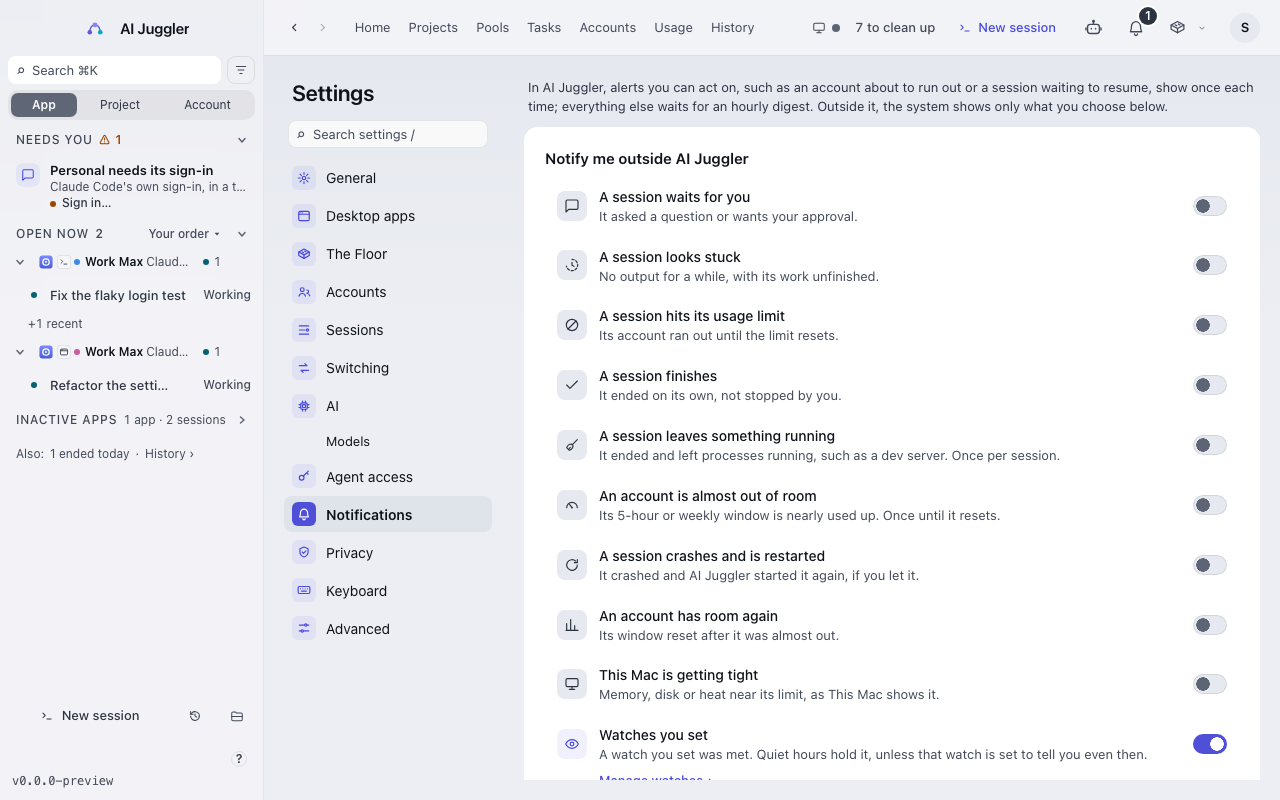 AI Juggler
Search ⌘K
App
Project
Account
NEEDS YOU 1
Personal needs its sign-in
Claude Code's own sign-in, in a t...
Sign in...
OPEN NOW 2
Your order
Work Max Claud... 1
Fix the flaky login test Working
+1 recent
Work Max Claud... 1
Refactor the setti... Working
INACTIVE APPS 1 app · 2 sessions
Also: 1 ended today · History ›
New session
?
v0.0.0-preview
Home
Projects
Pools
Tasks
Accounts
Usage
History
7 to clean up
New session
1
S
Settings
Search settings /
General
Desktop apps
The Floor
Accounts
Sessions
Switching
AI
Models
Agent access
Notifications
Privacy
Keyboard
Advanced
In AI Juggler, alerts you can act on, such as an account about to run out or a session waiting to resume, show once each
time; everything else waits for an hourly digest. Outside it, the system shows only what you choose below.
Notify me outside AI Juggler
A session waits for you
It asked a question or wants your approval.
A session looks stuck
No output for a while, with its work unfinished.
A session hits its usage limit
Its account ran out until the limit resets.
A session finishes
It ended on its own, not stopped by you.
A session leaves something running
It ended and left processes running, such as a dev server. Once per session.
An account is almost out of room
Its 5-hour or weekly window is nearly used up. Once until it resets.
A session crashes and is restarted
It crashed and AI Juggler started it again, if you let it.
An account has room again
Its window reset after it was almost out.
This Mac is getting tight
Memory, disk or heat near its limit, as This Mac shows it.
Watches you set
A watch you set was met. Quiet hours hold it, unless that watch is set to tell you even then.
Manage watches ›